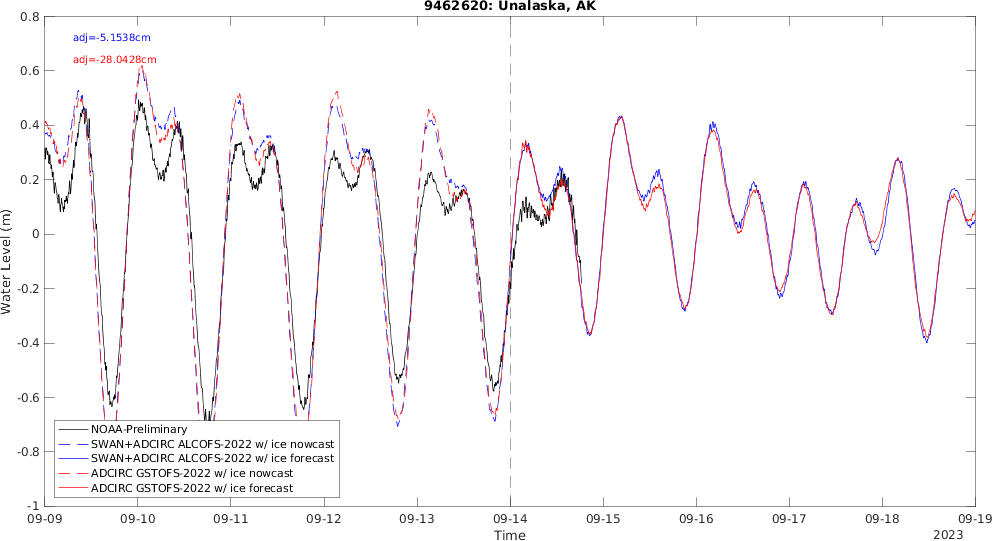 9462620: Unalaska, AK
adj=-5.1538cm
adj=-28.0428cm
Water Level (m)
0.8
0.6
0.4
0.2
0
-0.2
-0.4
-0.6
-0.8
-1
NOAA-Preliminary
SWAN+ADCIRC ALCOFS-2022 w/ ice nowcast
SWAN+ADCIRC ALCOFS-2022 w/ ice forecast
ADCIRC GSTOFS-2022 w/ ice nowcast
ADCIRC GSTOFS-2022 w/ ice forecast
09-09 09-10 09-11 09-12 09-13 09-14 09-15 09-16 09-17 09-18 09-19
Time
2023